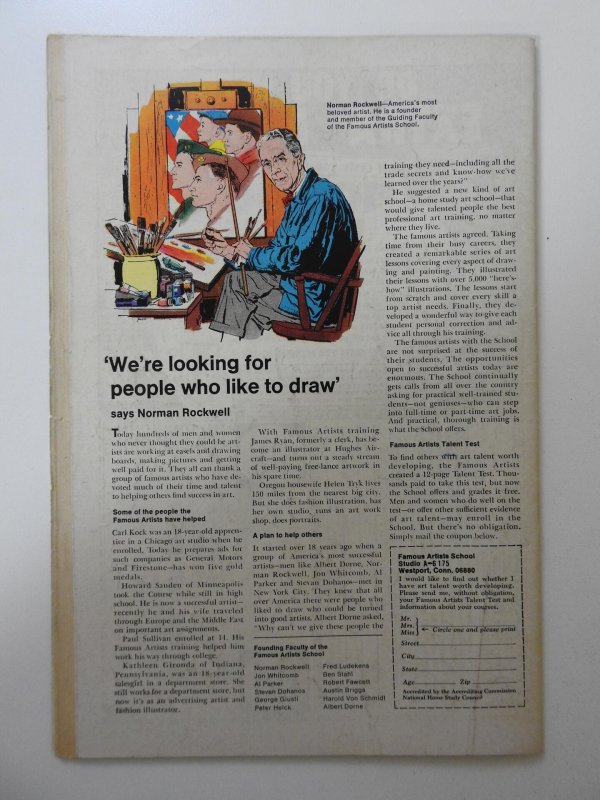 Norman Rockwell—America's most
beloved artist. He is a founder
and member of the Guiding Faculty
of the Famous Artists School.
'We're looking for
people who like to draw'
says Norman Rockwell
Today hundreds of men and women
who never thought they could be art-
ists are working at easels and drawing
boards, making pictures and getting
well paid for it. They all can thank a
group of Famous Artists who have de-
voted much of their time and talent
to helping others find success in art.
Some of the people the
Famous Artists have helped
Carl Kock was an 18-year-old appren-
tice in a Chicago art studio when he
enrolled. Today he prepares ads for
such companies as General Motors
and Firestone—has won five gold
medals.
Howard Sanden of Minneapolis
took the Course while still in high
school. He is now a successful artist—
recently he and his wife traveled
through Europe and the Middle East
on important art assignments.
Paul Sullivan enrolled at 14. His
Famous Artists training helped him
work his way through college.
Kathleen Gironda of Indiana,
Pennsylvania, was an 18-year-old
salesgirl in a department store. She
still works for a department store, but
now it's as an advertising artist and
fashion illustrator.
With Famous Artists training
James Ryan, formerly a clerk, has be-
come an illustrator at Hughes Air-
craft—and turns out a steady stream
of well-paying free-lance artwork in
his spare time.
Oregon housewife Helen Tryk lives
150 miles from the nearest big city.
But she does fashion illustration, has
her own studio, runs an art work
shop, does portraits.
A plan to help others
It started over 18 years ago when a
group of America's most successful
artists—men like Albert Dorne, Nor-
man Rockwell, Jon Whitcomb, Al
Parker and Stevan Dohanos—met in
New York City. They knew that all
over America there were people who
liked to draw who could be turned
into good artists. Albert Dorne asked,
"Why can't we give these people the
Founding Faculty of the
Famous Artists School
Norman Rockwell
Jon Whitcomb
Al Parker
Stevan Dohanos
George Giusti
Peter Helck
Fred Ludekens
Ben Stahl
Robert Fawcett
Austin Briggs
Harold Von Schmidt
Albert Dorne
training they need—including all the
trade secrets and know-how we've
learned over the years?"
He suggested a new kind of art
school—a home study art school—that
would give talented people the best
professional art training, no matter
where they live.
The famous artists agreed. Taking
time from their busy careers, they
created a remarkable series of art
lessons covering every aspect of draw-
ing and painting. They illustrated
their lessons with over 5,000 "here's-
how" illustrations. The lessons start
from scratch and cover every skill a
top artist needs. Finally, they de-
veloped a wonderful way to give each
student personal correction and ad-
vice all through his training.
The famous artists with the School
are not surprised at the success of
their students. The opportunities
open to successful artists today are
enormous. The School continually
gets calls from all over the country
asking for practical well-trained stu-
dents—not geniuses—who can step
into full-time or part-time art jobs.
And practical, thorough training is
what the School offers.
Famous Artists Talent Test
To find others with art talent worth
developing, the Famous Artists
created a 12-page Talent Test. Thou-
sands paid to take this test, but now
the School offers and grades it free.
Men and women who do well on the
test—or offer other sufficient evidence
of art talent—may enroll in the
School. But there's no obligation.
Simply mail the coupon below.
Famous Artists School
Studio A-6175
Westport, Conn. 06880
I would like to find out whether I
have art talent worth developing.
Please send me, without obligation,
your Famous Artists Talent Test and
information about your courses.
Mr.
Mrs. ← Circle one and please print
Miss
Street
City
State
Age Zip
Accredited by the Accrediting Commission
National Home Study Council